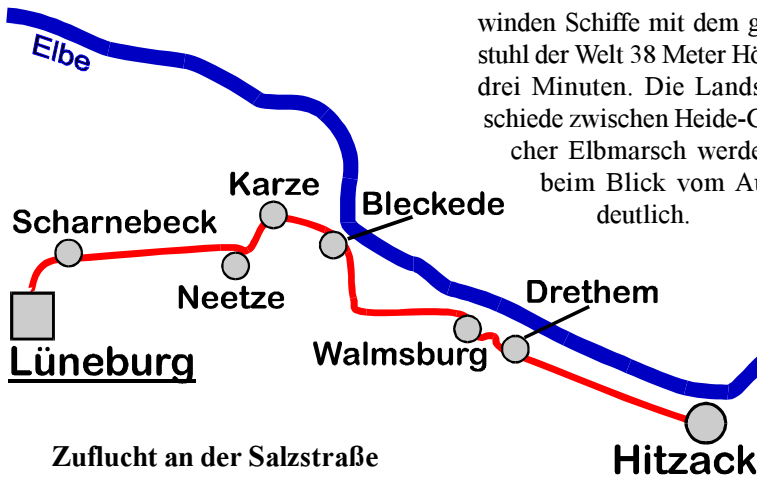 winden Schiffe mit dem g
stuhl der Welt 38 Meter Hö
drei Minuten. Die Lands
schiede zwischen Heide-G
cher Elbmarsch werde
beim Blick vom Au
deutlich.
Elbe
Karze
Bleckede
Scharnebeck
Neetze
Drethem
Lüneburg
Walmsburg
Hitzack
Zuflucht an der Salzstraße